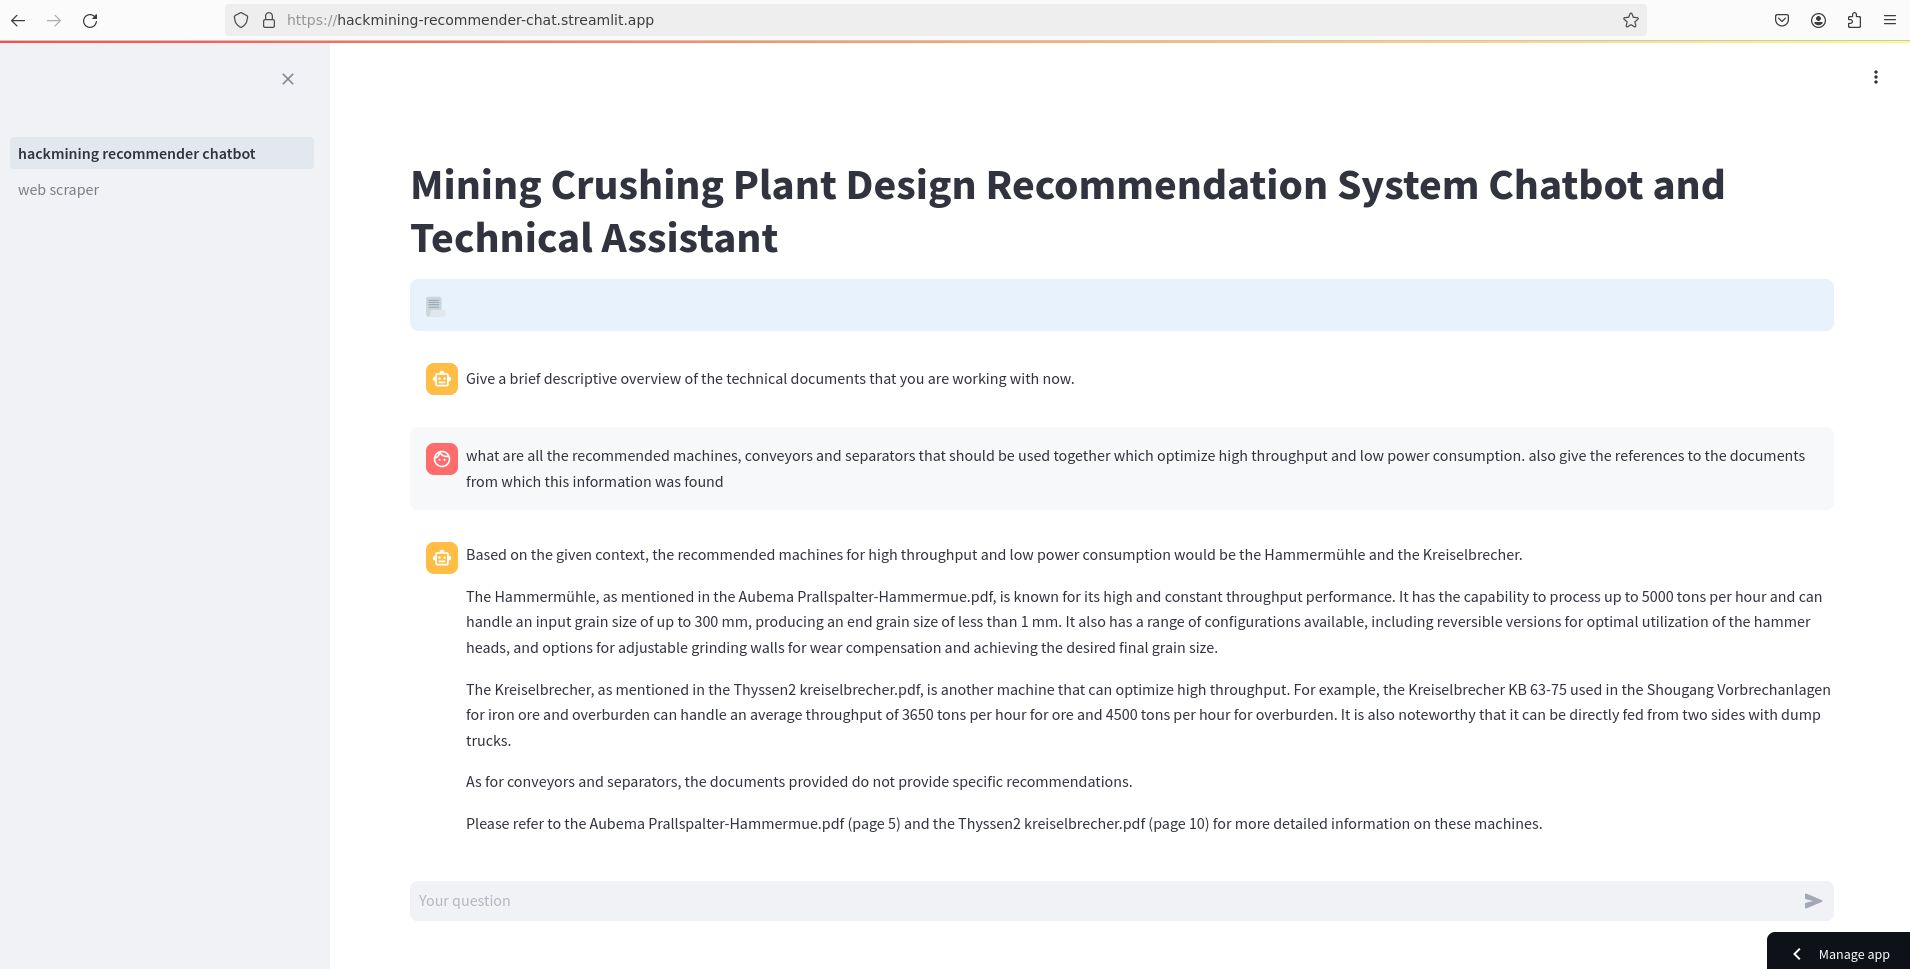 https://hackmining-recommender-chat.streamlit.app
hackmining recommender chatbot
web scraper
Mining Crushing Plant Design Recommendation System Chatbot and
Technical Assistant
Give a brief descriptive overview of the technical documents that you are working with now.
what are all the recommended machines, conveyors and separators that should be used together which optimize high throughput and low power consumption. also give the references to the documents
from which this information was found
Based on the given context, the recommended machines for high throughput and low power consumption would be the Hammermühle and the Kreiselbrecher.
The Hammermühle, as mentioned in the Aubema Prallspalter-Hammermue.pdf, is known for its high and constant throughput performance. It has the capability to process up to 5000 tons per hour and can
handle an input grain size of up to 300 mm, producing an end grain size of less than 1 mm. It also has a range of configurations available, including reversible versions for optimal utilization of the hammer
heads, and options for adjustable grinding walls for wear compensation and achieving the desired final grain size.
The Kreiselbrecher, as mentioned in the Thyssen2 kreiselbrecher.pdf, is another machine that can optimize high throughput. For example, the Kreiselbrecher KB 63-75 used in the Shougang Vorbrechanlagen
for iron ore and overburden can handle an average throughput of 3650 tons per hour for ore and 4500 tons per hour for overburden. It is also noteworthy that it can be directly fed from two sides with dump
trucks.
As for conveyors and separators, the documents provided do not provide specific recommendations.
Please refer to the Aubema Prallspalter-Hammermue.pdf (page 5) and the Thyssen2 kreiselbrecher.pdf (page 10) for more detailed information on these machines.
Your question
Manage app